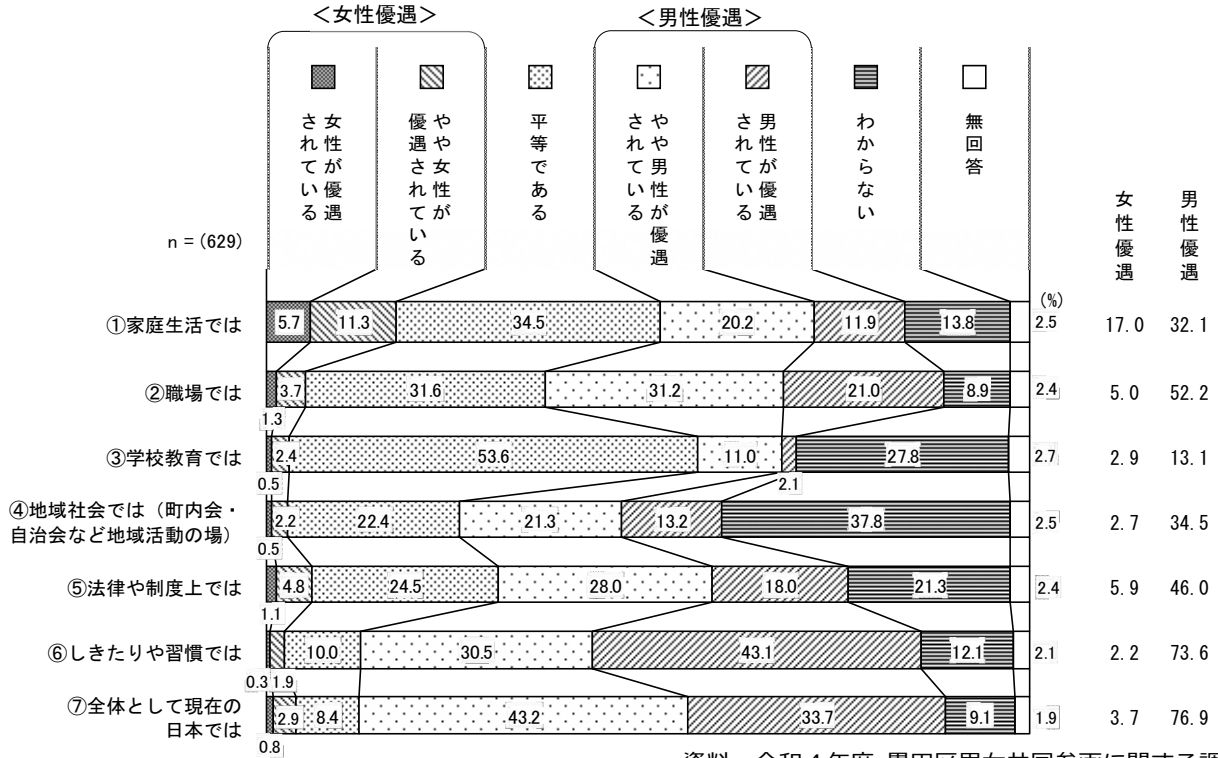 ＜女性優遇＞ ＜男性優遇＞
女性が優遇されている
やや女性が優遇されている
平等である
やや男性が優遇されている
男性が優遇されている
わからない
無回答
女性優遇
男性優遇
n = (629)
(%)
①家庭生活では 5.7 11.3 34.5 20.2 11.9 13.8 2.5 17.0 32.1
②職場では 1.3 3.7 31.6 31.2 21.0 8.9 2.4 5.0 52.2
③学校教育では 0.5 2.4 53.6 11.0 2.1 27.8 2.7 2.9 13.1
④地域社会では（町内会・
自治会など地域活動の場） 0.5 2.2 22.4 21.3 13.2 37.8 2.5 2.7 34.5
⑤法律や制度上では 1.1 4.8 24.5 28.0 18.0 21.3 2.4 5.9 46.0
⑥しきたりや習慣では 0.3 1.9 10.0 30.5 43.1 12.1 2.1 2.2 73.6
⑦全体として現在の
日本では 0.8 2.9 8.4 43.2 33.7 9.1 1.9 3.7 76.9